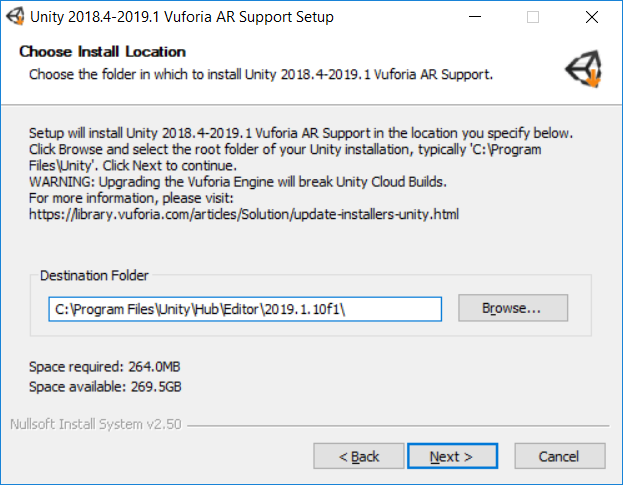 Unity 2018.4-2019.1 Vuforia AR Support Setup
Choose Install Location
Choose the folder in which to install Unity 2018.4-2019.1 Vuforia AR Support.
Setup will install Unity 2018.4-2019.1 Vuforia AR Support in the location you specify below.
Click Browse and select the root folder of your Unity installation, typically 'C:\Program
Files\Unity'. Click Next to continue.
WARNING: Upgrading the Vuforia Engine will break Unity Cloud Builds.
For more information, please visit:
https://library.vuforia.com/articles/Solution/update-installers-unity.html
Destination Folder
C:\Program Files\Unity\Hub\Editor\2019.1.10f1\
Browse...
Space required: 264.0MB
Space available: 269.5GB
Nullsoft Install System v2.50
< Back
Next >
Cancel